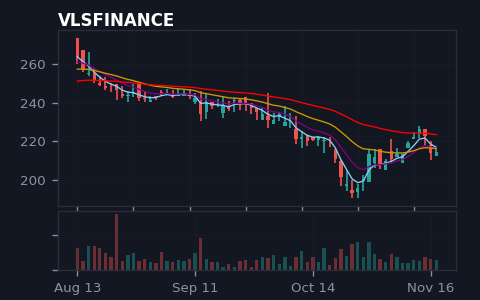 VLSFINANCE
260
240
220
200
Aug 13
Sep 11
Oct 14
Nov 16